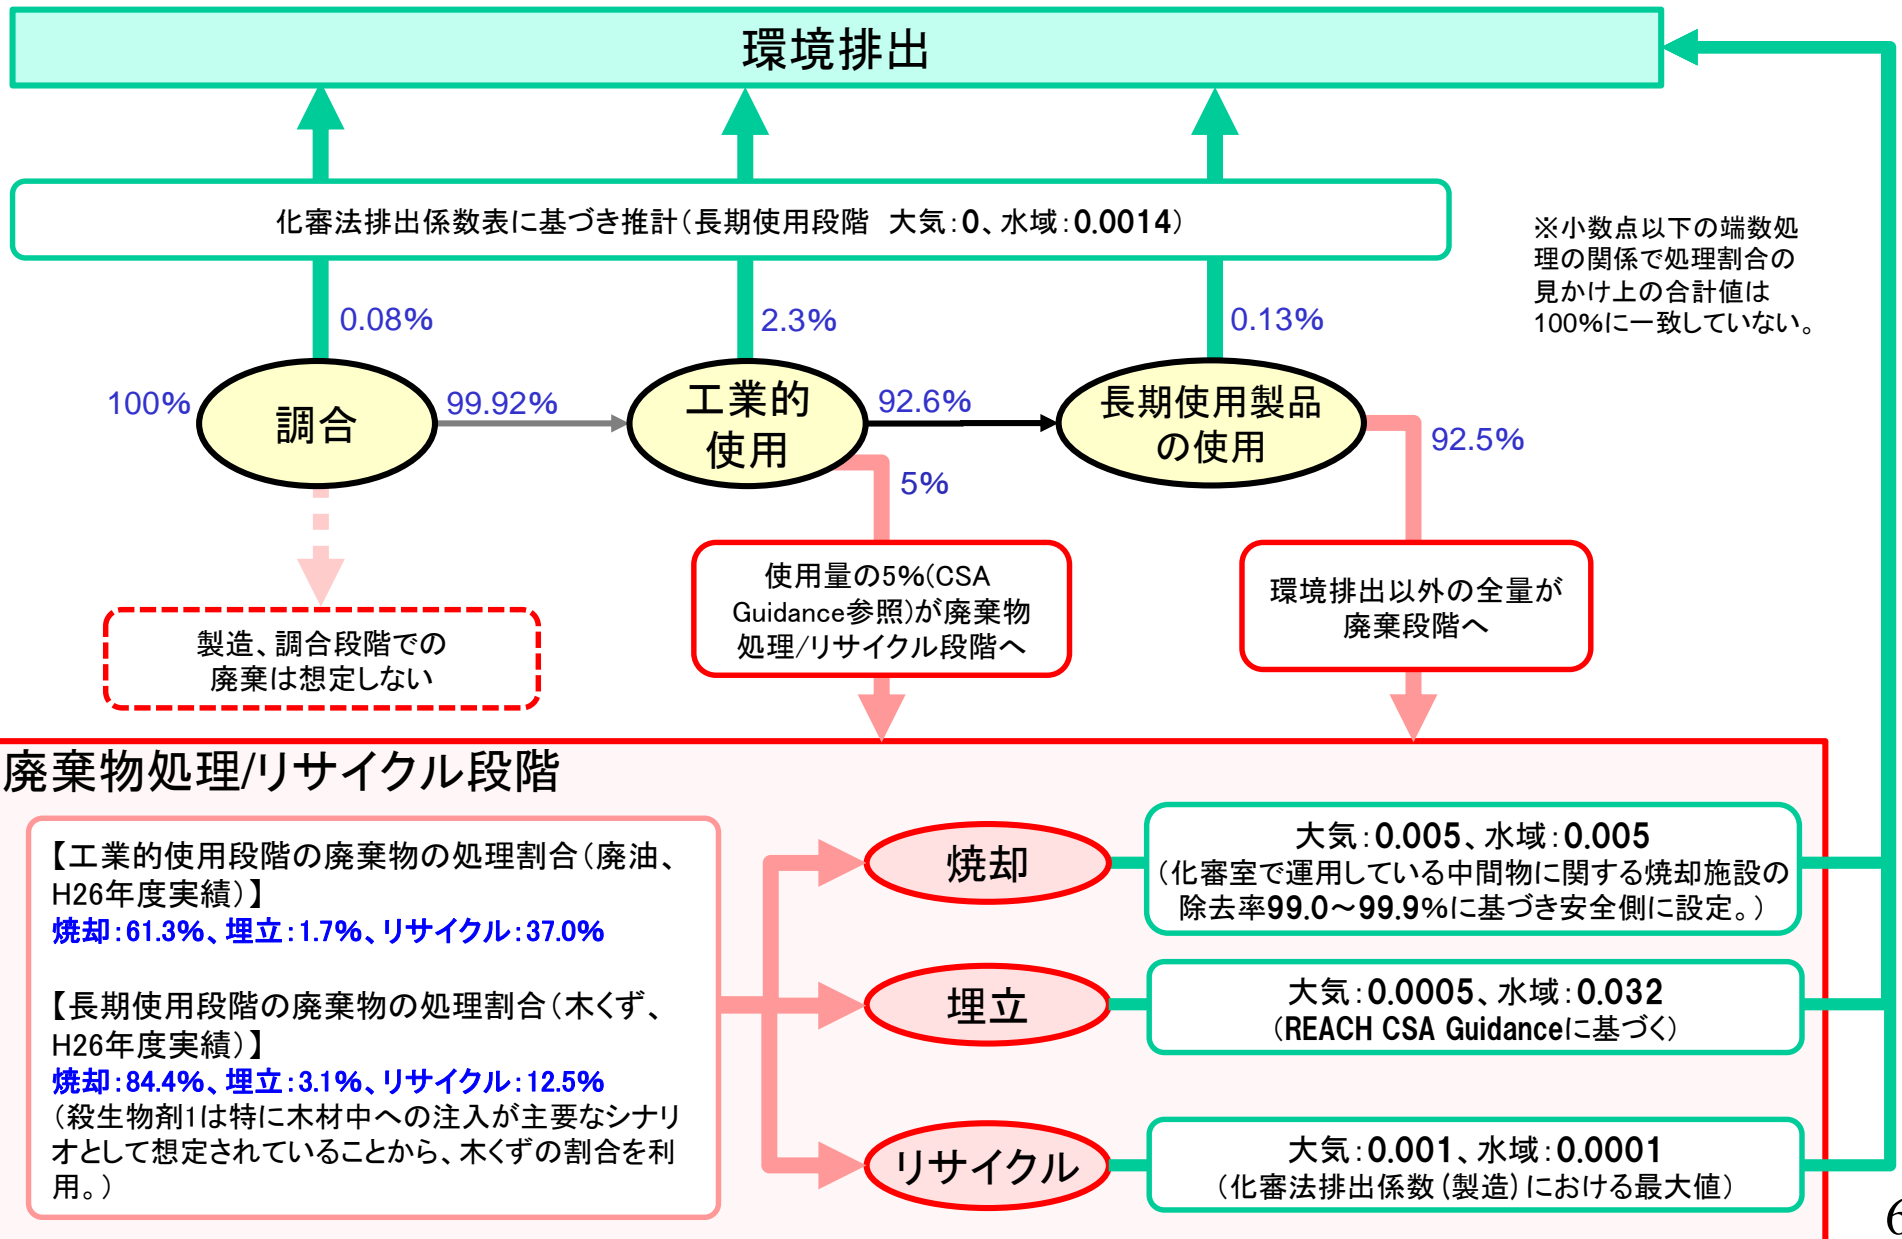 環境排出
化審法排出係数表に基づき推計（長期使用段階　大気：0、水域：0.0014）
※小数点以下の端数処
理の関係で処理割合の
見かけ上の合計値は
100%に一致していない。
0.08%
2.3%
0.13%
100%
調合
99.92%
工業的
使用
92.6%
長期使用製品
の使用
92.5%
5%
製造、調合段階での
廃棄は想定しない
使用量の5%(CSA
Guidance参照)が廃棄物
処理/リサイクル段階へ
環境排出以外の全量が
廃棄段階へ
廃棄物処理/リサイクル段階
【工業的使用段階の廃棄物の処理割合（廃油、
H26年度実績）】
焼却：61.3%、埋立：1.7%、リサイクル：37.0%
【長期使用段階の廃棄物の処理割合（木くず、
H26年度実績）】
焼却：84.4%、埋立：3.1%、リサイクル：12.5%
（殺生物剤1は特に木材中への注入が主要なシナリ
オとして想定されていることから、木くずの割合を利
用。）
焼却
大気：0.005、水域：0.005
（化審室で運用している中間物に関する焼却施設の
除去率99.0～99.9%に基づき安全側に設定。）
埋立
大気：0.0005、水域：0.032
（REACH CSA Guidanceに基づく）
リサイクル
大気：0.001、水域：0.0001
（化審法排出係数（製造）における最大値）
6